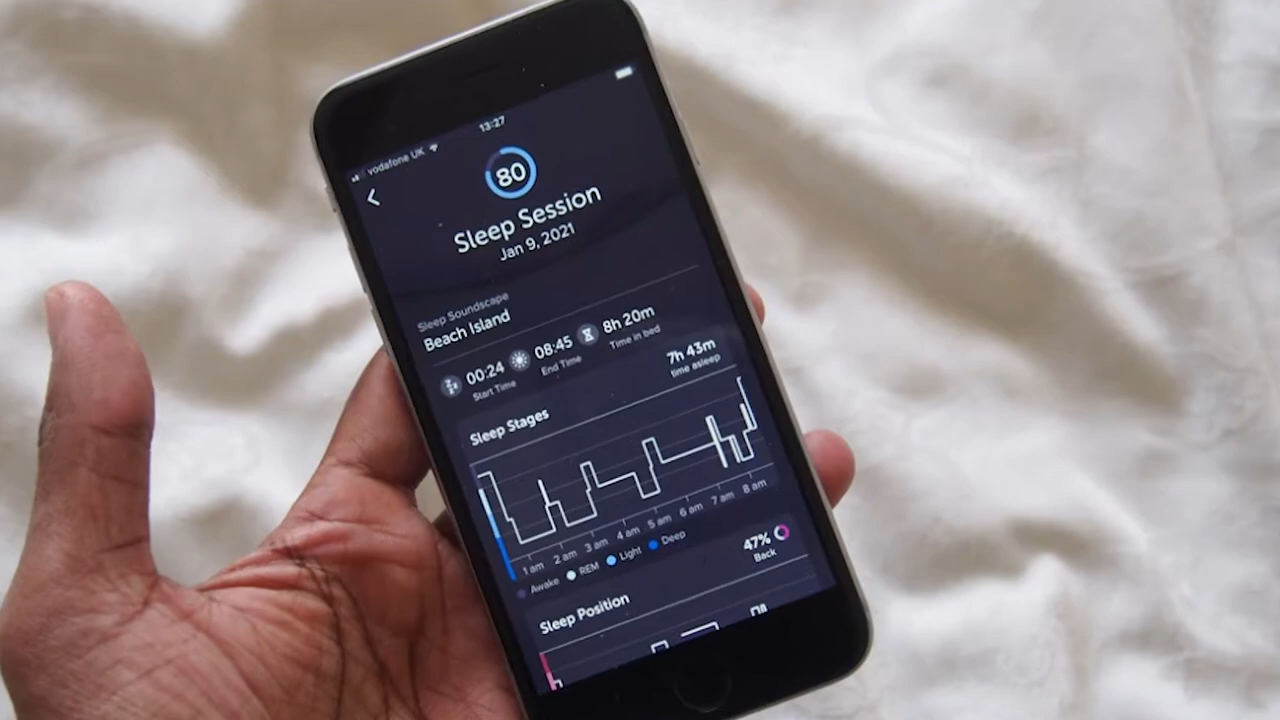 13:27
vodafone UK
80
Sleep Session
Jan 9, 2021
Sleep Soundscape
Beach Island
00:24 08:45 8h 20m
Start Time End Time Time in bed
7h 43m
time asleep
Sleep Stages
1 am 2 am 3 am 4 am 5 am 6 am 7 am 8 am
Awake REM Light Deep
47%
Back
Sleep Position